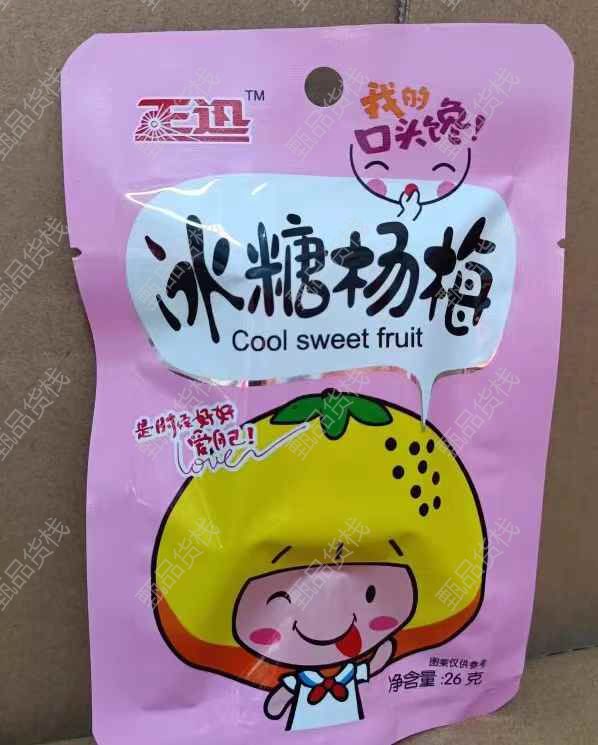 正迅™
我的
口头馋!
冰糖杨梅
Cool sweet fruit
是时候好好
爱自己!
Lover
图案仅供参考
净含量:26克
甄品货栈